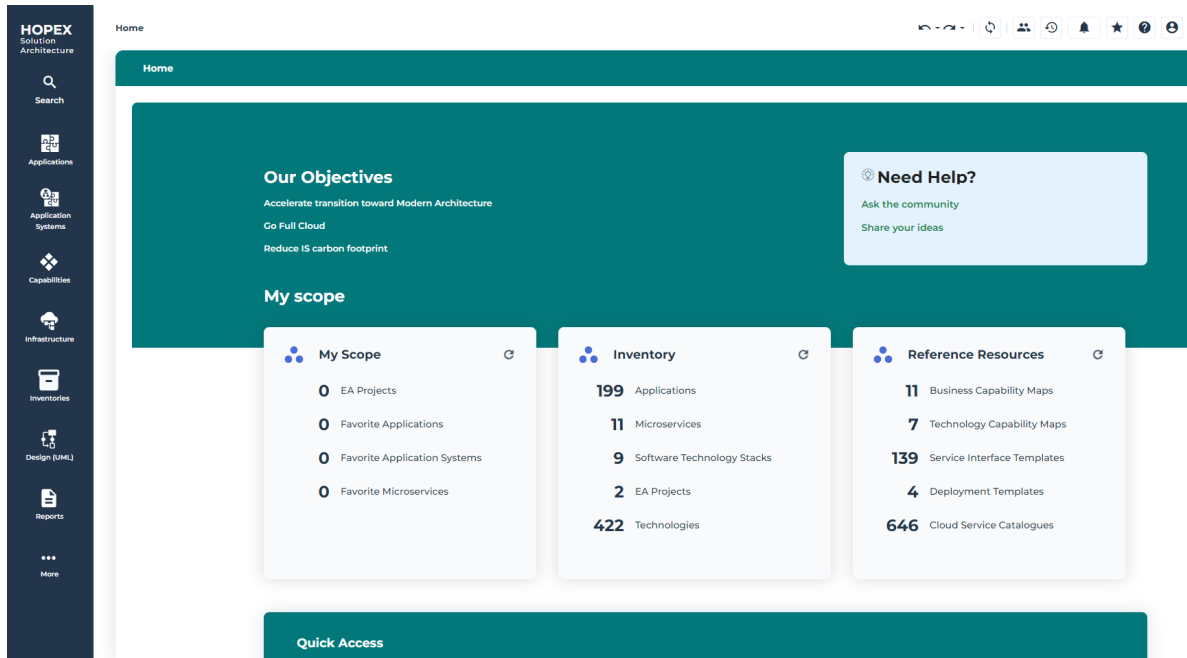 HOPEX
Solution
Architecture
Search
Applications
Application
Systems
Capabilities
Infrastructure
Inventories
Design (UML)
Reports
More
Home
Home
Our Objectives
Accelerate transition toward Modern Architecture
Go Full Cloud
Reduce IS carbon footprint
Need Help?
Ask the community
Share your ideas
My scope
My Scope
0 EA Projects
0 Favorite Applications
0 Favorite Application Systems
0 Favorite Microservices
Inventory
199 Applications
11 Microservices
9 Software Technology Stacks
2 EA Projects
422 Technologies
Reference Resources
11 Business Capability Maps
7 Technology Capability Maps
139 Service Interface Templates
4 Deployment Templates
646 Cloud Service Catalogues
Quick Access